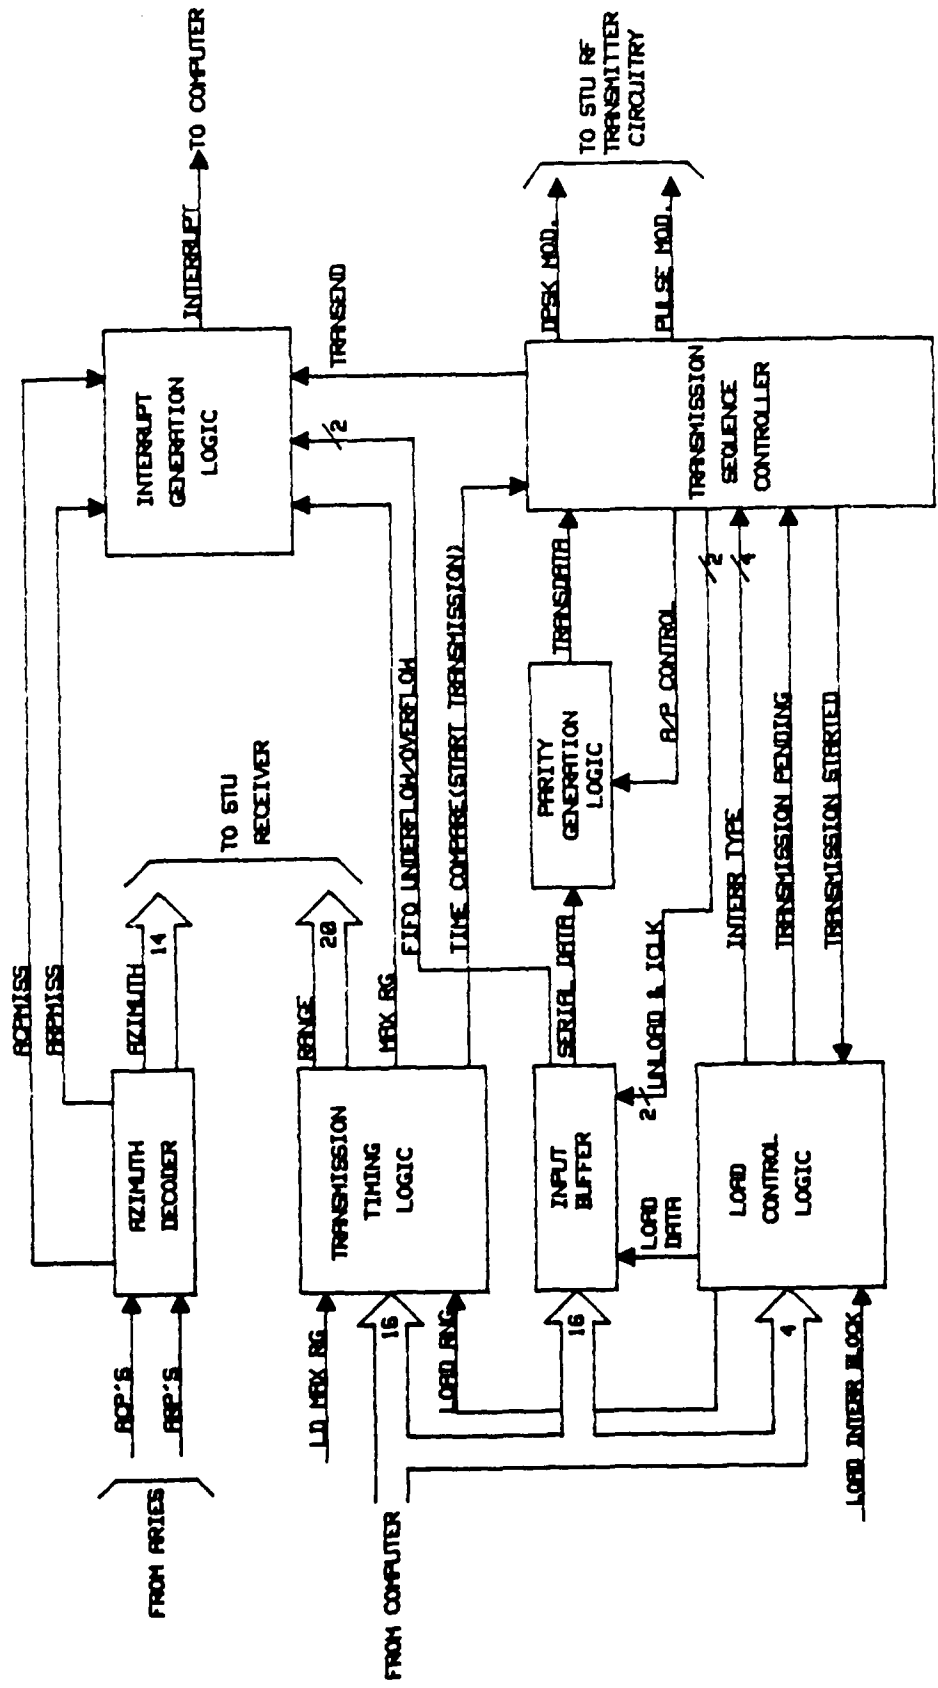 FROM ARIES
ACP'S
ARP'S
AZIMUTH
DECODER
ACPMISS
ARPMISS
AZIMUTH
14
TO STU
RECEIVER
INTERRUPT
GENERATION
LOGIC
INTERRUPT
TO COMPUTER
FROM COMPUTER
LD MAX RG
16
LOAD RNG
TRANSMISSION
TIMING
LOGIC
RANGE
20
MAX RG
FIFO UNDERFLOW/OVERFLOW
TIME COMPARE(START TRANSMISSION)
2
TRANSEND
16
INPUT
BUFFER
SERIAL DATA
PARITY
GENERATION
LOGIC
TRANSDATA
A/P CONTROL
2
UNLOAD & ICLK
2
LOAD
DATA
4
LOAD INTERR BLOCK
LOAD
CONTROL
LOGIC
INTERR TYPE
4
TRANSMISSION PENDING
TRANSMISSION STARTED
TRANSMISSION
SEQUENCE
CONTROLLER
DPSK MOD.
PULSE MOD.
TO STU RF
TRANSMITTER
CIRCUITRY